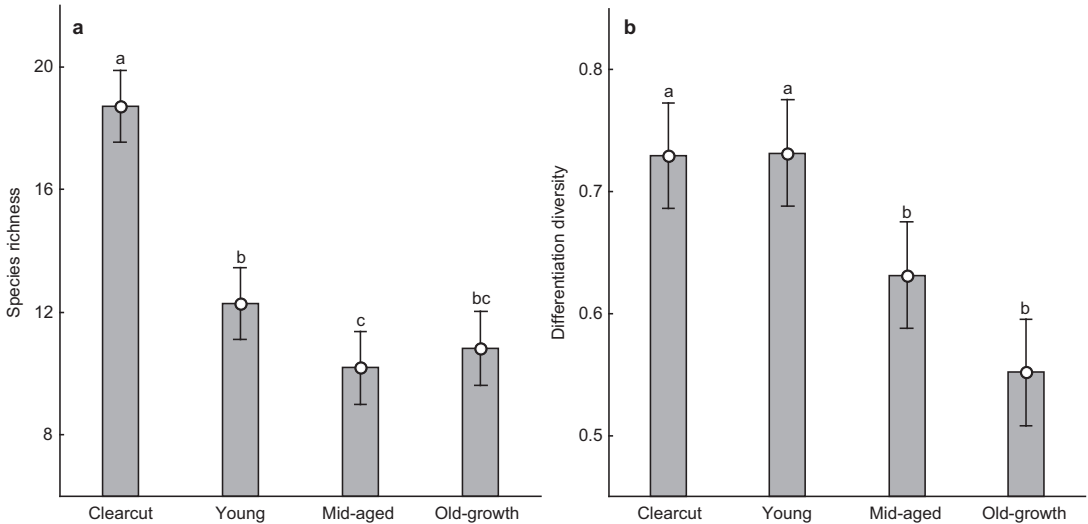 a
Species richness
20
16
12
8
a
b
c
bc
Clearcut Young Mid-aged Old-growth
b
Differentiation diversity
0.8
0.7
0.6
0.5
a
a
b
b
Clearcut Young Mid-aged Old-growth